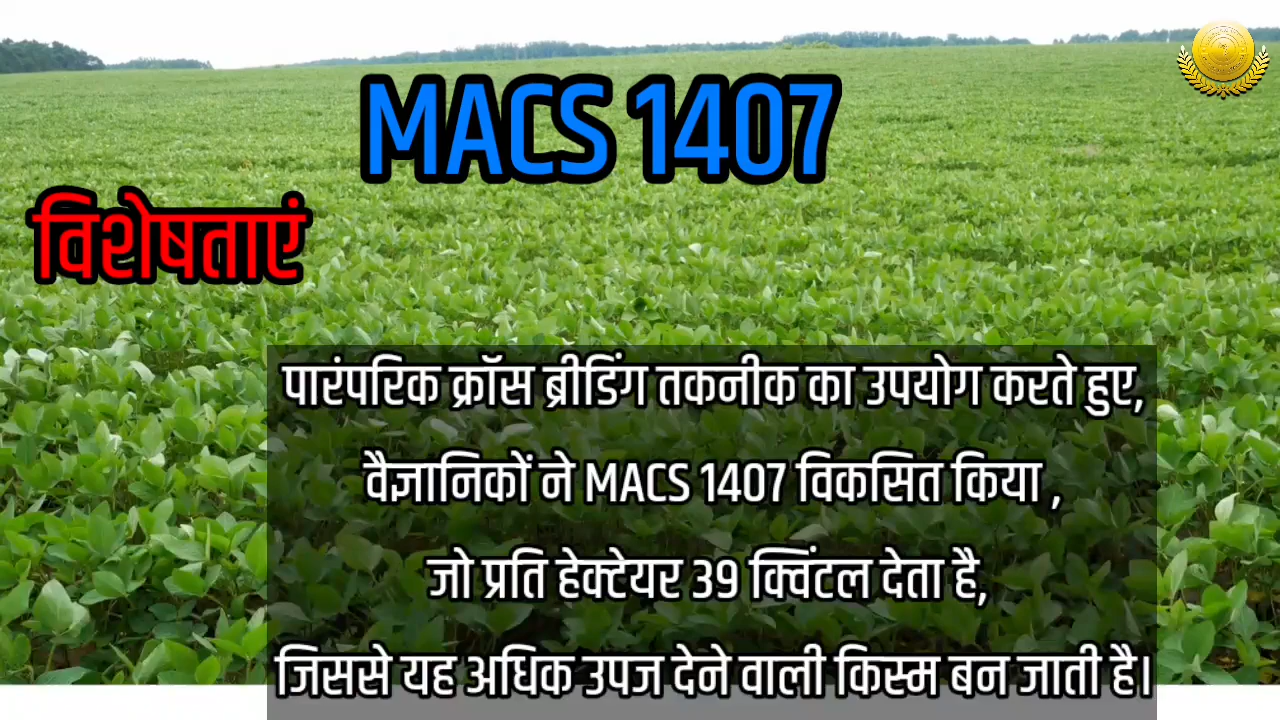 MACS 1407
विशेषताएं
पारंपरिक क्रॉस ब्रीडिंग तकनीक का उपयोग करते हुए,
वैज्ञानिकों ने MACS 1407 विकसित किया ,
जो प्रति हेक्टेयर 39 क्विंटल देता है,
जिससे यह अधिक उपज देने वाली किस्म बन जाती है।